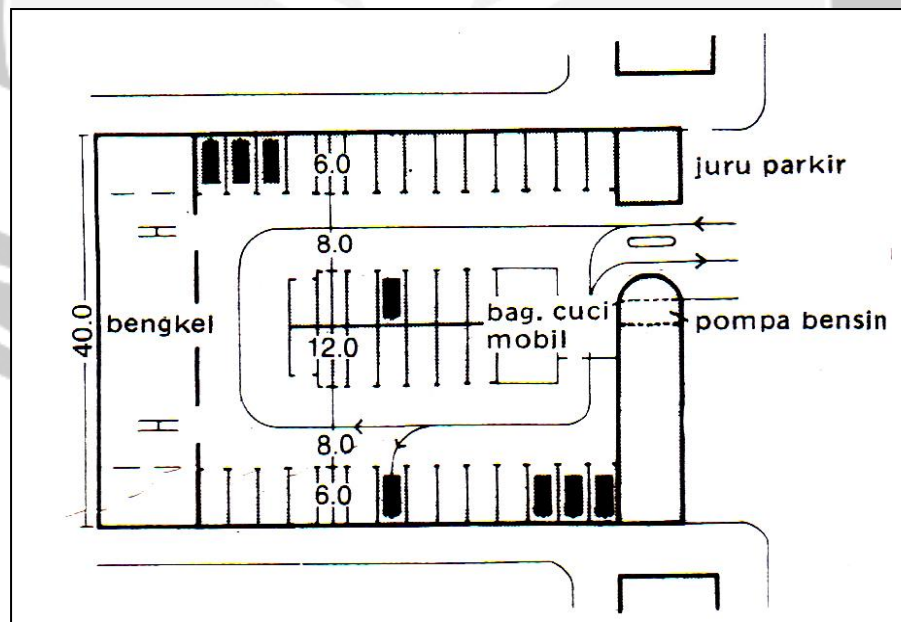 6.0
juru parkir
8.0
40.0
bengkel
bag. cuci
mobil
pompa bensin
12.0
8.0
6.0